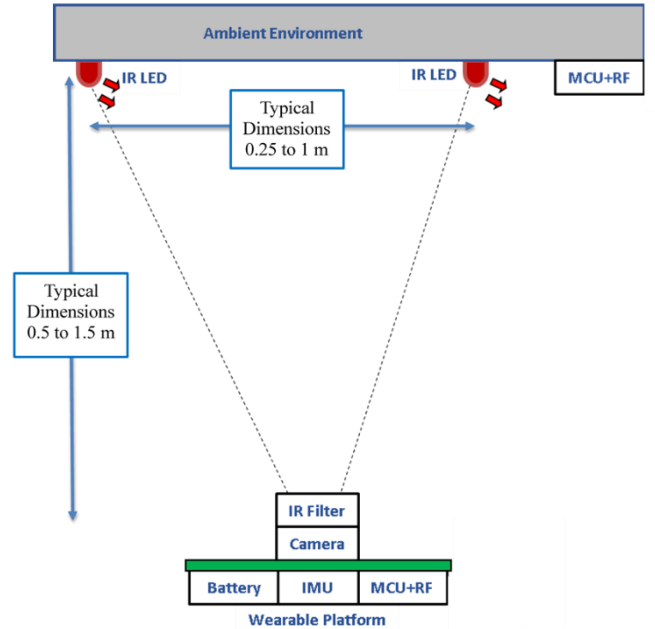 Ambient Environment
IR LED
IR LED
MCU+RF
Typical
Dimensions
0.25 to 1 m
Typical
Dimensions
0.5 to 1.5 m
IR Filter
Camera
Battery
IMU
MCU+RF
Wearable Platform